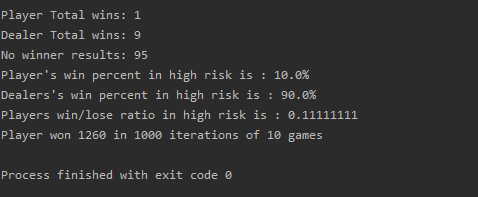 Player Total wins: 1
Dealer Total wins: 9
No winner results: 95
Player's win percent in high risk is : 10.0%
Dealers's win percent in high risk is : 90.0%
Players win/lose ratio in high risk is : 0.11111111
Player won 1260 in 1000 iterations of 10 games
Process finished with exit code 0